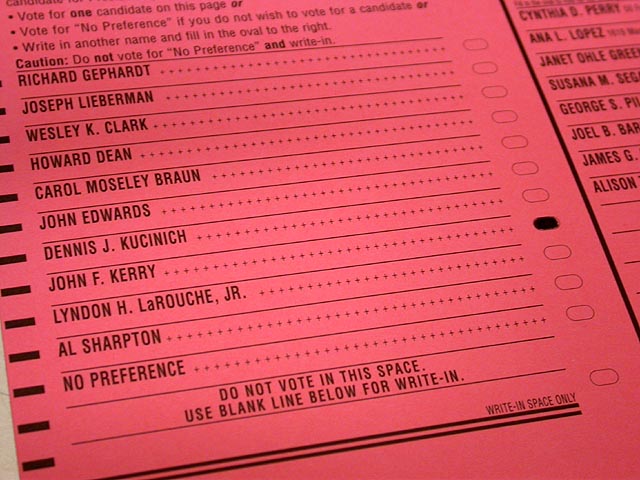 candidate for
• Vote for one candidate on this page or
• Vote for "No Preference" if you do not wish to vote for a candidate or
• Write in another name and fill in the oval to the right.
Caution: Do not vote for "No Preference" and write-in.
RICHARD GEPHARDT
JOSEPH LIEBERMAN
WESLEY K. CLARK
HOWARD DEAN
CAROL MOSELEY BRAUN
JOHN EDWARDS
DENNIS J. KUCINICH
JOHN F. KERRY
LYNDON H. LaROUCHE, JR.
AL SHARPTON
NO PREFERENCE
DO NOT VOTE IN THIS SPACE.
USE BLANK LINE BELOW FOR WRITE-IN.
WRITE-IN SPACE ONLY
CYNTHIA D. PERRY
ANA L. LOPEZ
JANET OHLE GREE
SUSANA M. SEGA
GEORGE S. PI
JOEL B. BAR
JAMES G.
ALISON